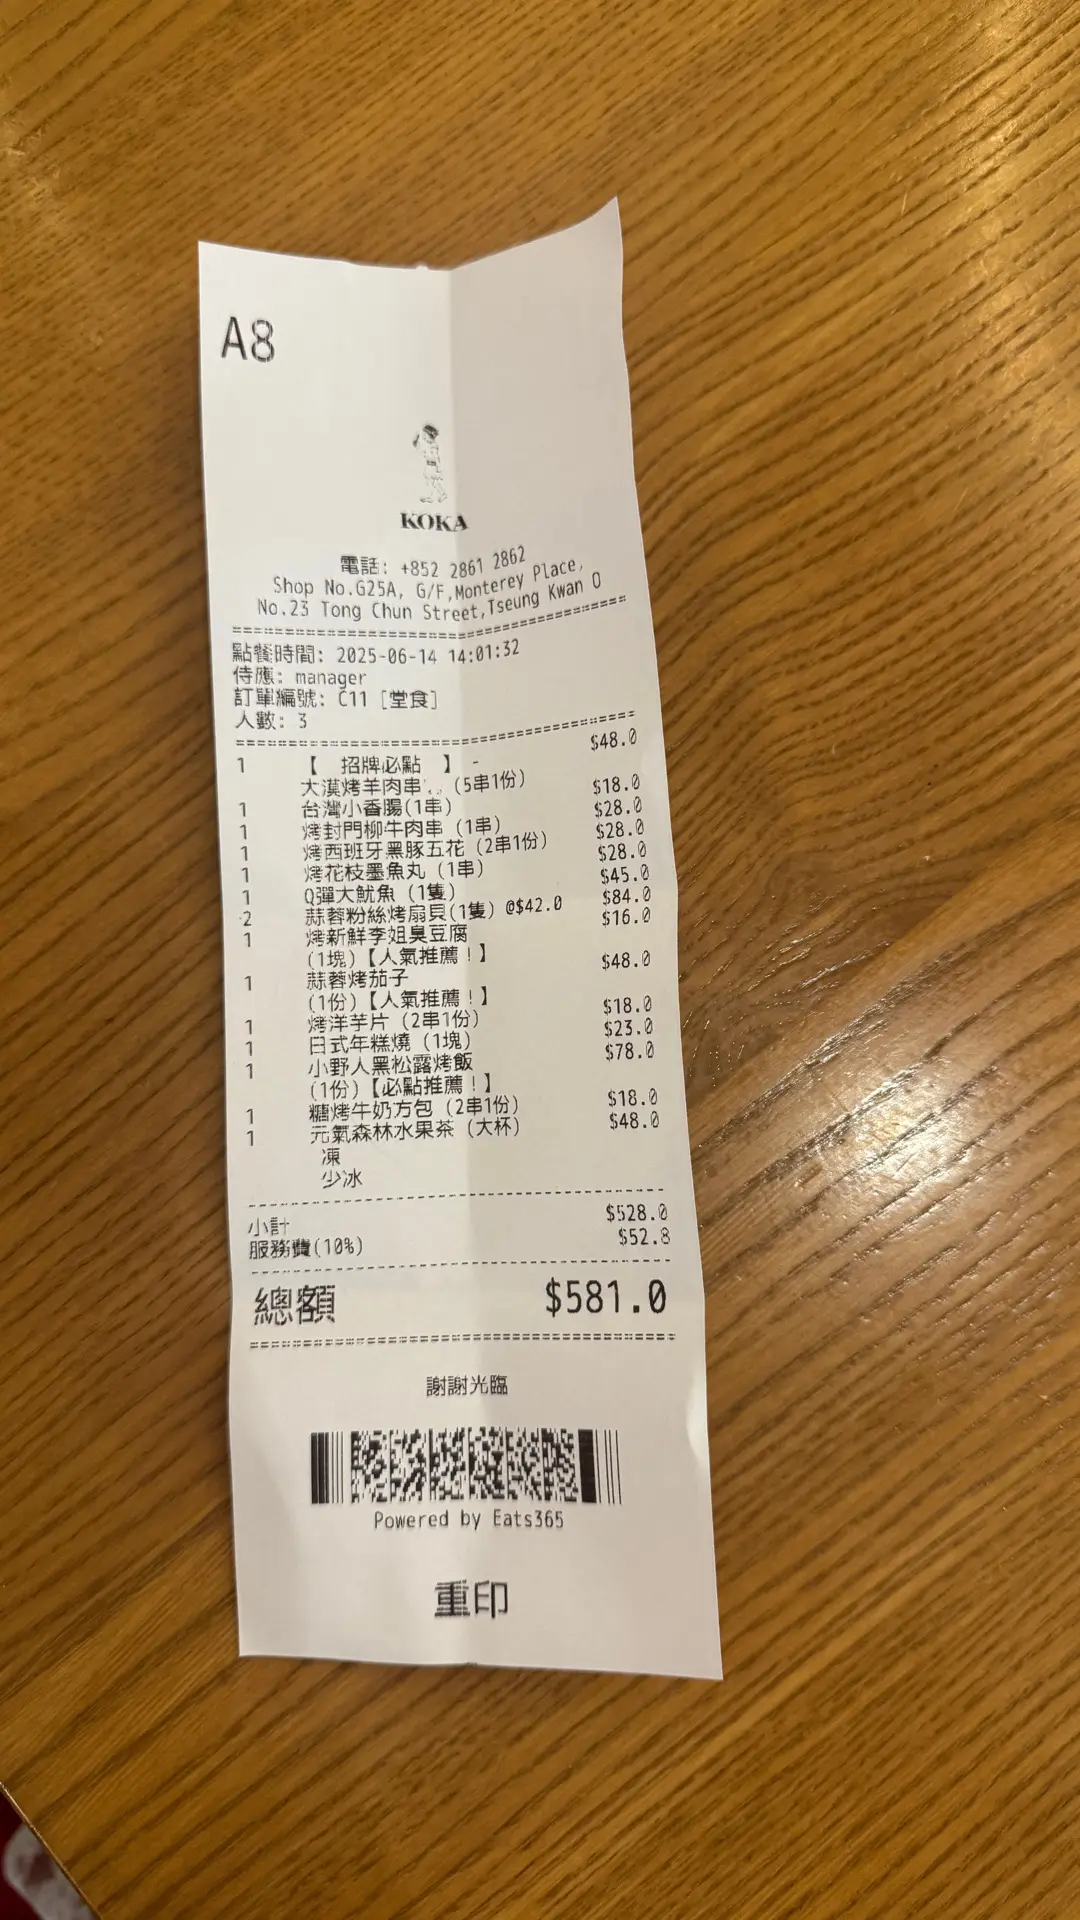 A8
KOKA
電話: +852 2861 2862
Shop No.G25A, G/F,Monterey Place,
No.23 Tong Chun Street,Tseung Kwan O
點餐時間: 2025-06-14 14:01:32
侍應: manager
訂單編號: C11 [堂食]
人數: 3
1 【 招牌必點 】 - $48.0
大漠烤羊肉串.. (5串1份)
1 台灣小香腸(1串) $18.0
1 烤封門柳牛肉串 (1串) $28.0
1 烤西班牙黑豚五花 (2串1份) $28.0
1 烤花枝墨魚丸 (1串) $28.0
1 Q彈大魷魚 (1隻) $45.0
2 蒜蓉粉絲烤扇貝(1隻) @$42.0 $84.0
1 烤新鮮李姐臭豆腐 $16.0
(1塊)【人氣推薦！】
1 蒜蓉烤茄子 $48.0
(1份)【人氣推薦！】
1 烤洋芋片 (2串1份) $18.0
1 日式年糕燒 (1塊) $23.0
1 小野人黑松露烤飯 $78.0
(1份)【必點推薦！】
1 糖烤牛奶方包 (2串1份) $18.0
1 元氣森林水果茶 (大杯) $48.0
凍
少冰
小計 $528.0
服務費(10%) $52.8
總額 $581.0
謝謝光臨
Powered by Eats365
重印